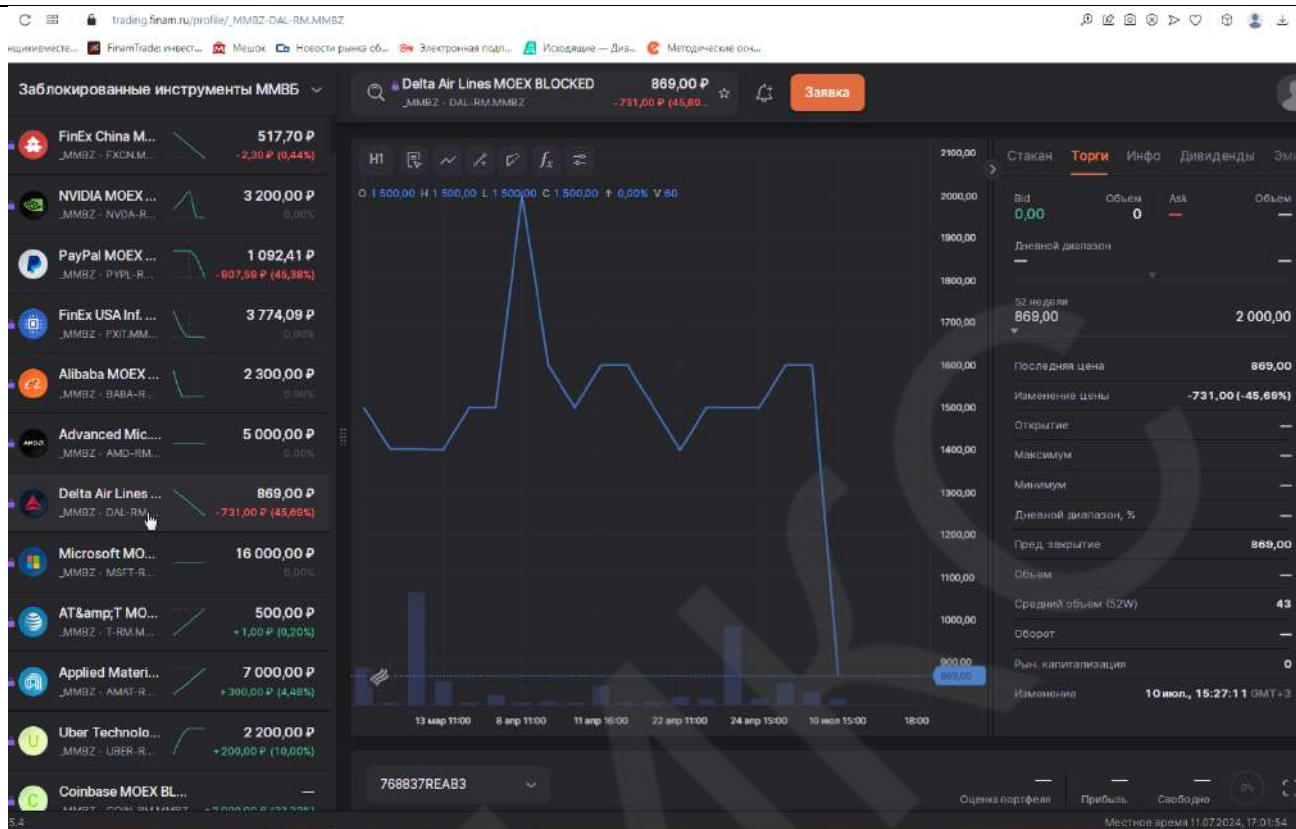 trading.finam.ru/profile/_MMBZ-DAL-RM.MMBZ
FinamTrade: инвест... Мешок Новости рынка об... Электронная подп... Исходящие — Диа... Методические осн...
Заблокированные инструменты ММВБ
Delta Air Lines MOEX BLOCKED 869,00 ₽
_MMBZ · DAL-RM.MMBZ -731,00 ₽ (45,69...
Заявка
FinEx China M... 517,70 ₽
_MMBZ · FXCN.M... -2,30 ₽ (0,44%)
NVIDIA MOEX ... 3 200,00 ₽
_MMBZ · NVDA-R... 0,00%
PayPal MOEX ... 1 092,41 ₽
_MMBZ · PYPL-R... -907,59 ₽ (45,38%)
FinEx USA Inf. ... 3 774,09 ₽
_MMBZ · FXIT.MM... 0,00%
Alibaba MOEX ... 2 300,00 ₽
_MMBZ · BABA-R... 0,00%
Advanced Mic.... 5 000,00 ₽
_MMBZ · AMD-RM... 0,00%
Delta Air Lines ... 869,00 ₽
_MMBZ · DAL-RM... -731,00 ₽ (45,69%)
Microsoft MO... 16 000,00 ₽
_MMBZ · MSFT-R... 0,00%
AT&amp;T MO... 500,00 ₽
_MMBZ · T-RM.M... +1,00 ₽ (0,20%)
Applied Materi... 7 000,00 ₽
_MMBZ · AMAT-R... +300,00 ₽ (4,48%)
Uber Technolo... 2 200,00 ₽
_MMBZ · UBER-R... +200,00 ₽ (10,00%)
Coinbase MOEX BL... —
5.4
H1
O 1 500,00 H 1 500,00 L 1 500,00 C 1 500,00 0,00% V 60
2100,00
2000,00
1900,00
1800,00
1700,00
1600,00
1500,00
1400,00
1300,00
1200,00
1100,00
1000,00
900,00
869,00
13 мар 11:00 8 апр 11:00 11 апр 16:00 22 апр 11:00 24 апр 15:00 10 июл 15:00 18:00
Стакан Торги Инфо Дивиденды Эми
Bid Объем Ask Объем
0,00 0 — —
Дневной диапазон
— —
52 недели
869,00 2 000,00
Последняя цена 869,00
Изменение цены -731,00 (-45,69%)
Открытие —
Максимум —
Минимум —
Дневной диапазон, % —
Пред. закрытие 869,00
Объем —
Средний объем (52W) 43
Оборот —
Рын. капитализация 0
Изменение 10 июл., 15:27:11 GMT+3
768837REAB3
— — — 0%
Оценка портфеля Прибыль Свободно
Местное время 11.07.2024, 17:01:54